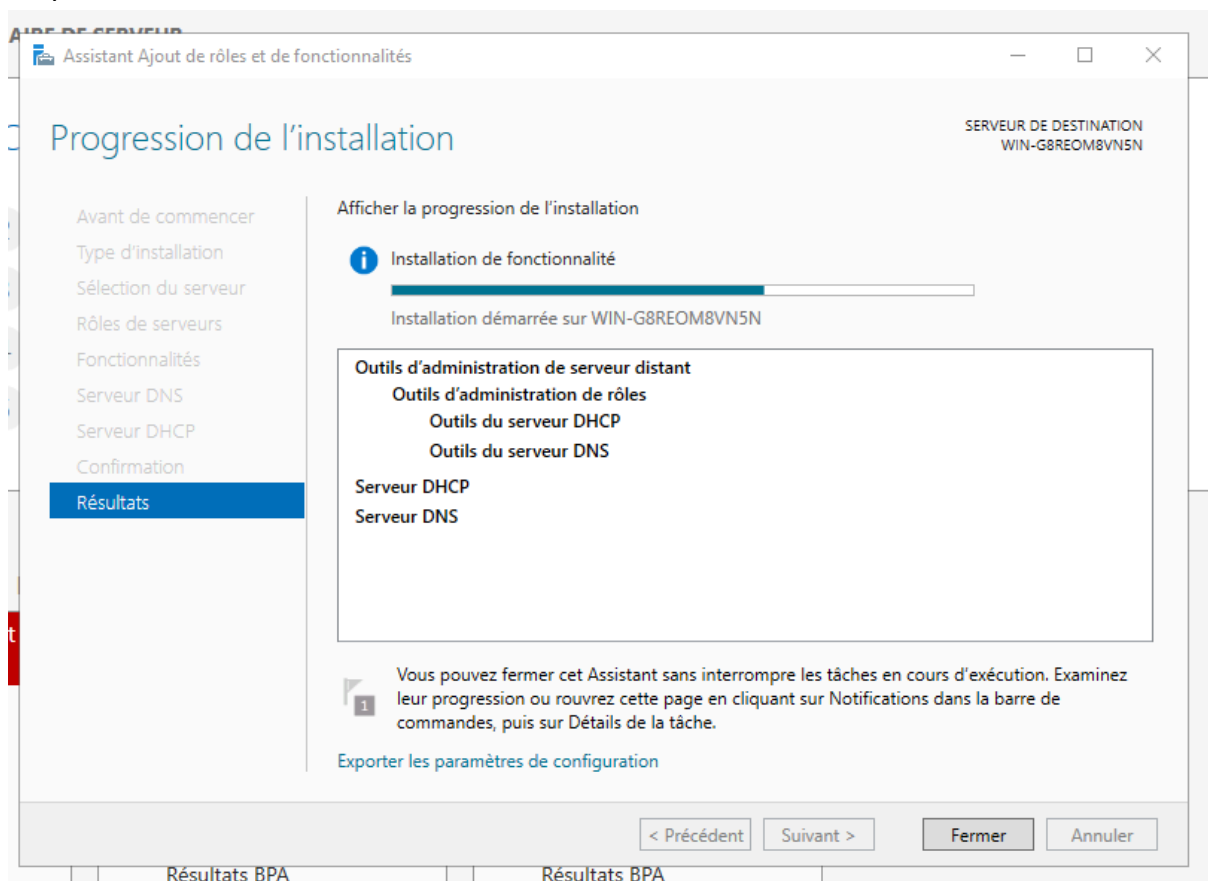 AIRE DE SERVEUR
Assistant Ajout de rôles et de fonctionnalités
Progression de l'installation
SERVEUR DE DESTINATION
WIN-G8REOM8VN5N
Avant de commencer
Type d'installation
Sélection du serveur
Rôles de serveurs
Fonctionnalités
Serveur DNS
Serveur DHCP
Confirmation
Résultats
Afficher la progression de l'installation
Installation de fonctionnalité
Installation démarrée sur WIN-G8REOM8VN5N
Outils d'administration de serveur distant
Outils d'administration de rôles
Outils du serveur DHCP
Outils du serveur DNS
Serveur DHCP
Serveur DNS
1
Vous pouvez fermer cet Assistant sans interrompre les tâches en cours d'exécution. Examinez
leur progression ou rouvrez cette page en cliquant sur Notifications dans la barre de
commandes, puis sur Détails de la tâche.
Exporter les paramètres de configuration
< Précédent Suivant > Fermer Annuler
Résultats BPA Résultats BPA